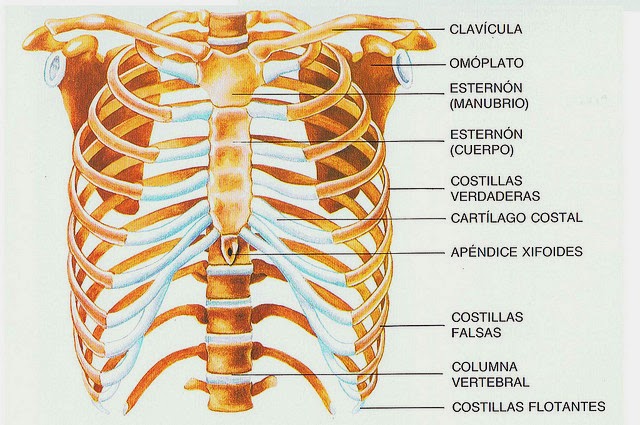 CLAVÍCULA
OMÓPLATO
ESTERNÓN
(MANUBRIO)
ESTERNÓN
(CUERPO)
COSTILLAS
VERDADERAS
CARTÍLAGO COSTAL
APÉNDICE XIFOIDES
COSTILLAS
FALSAS
COLUMNA
VERTEBRAL
COSTILLAS FLOTANTES